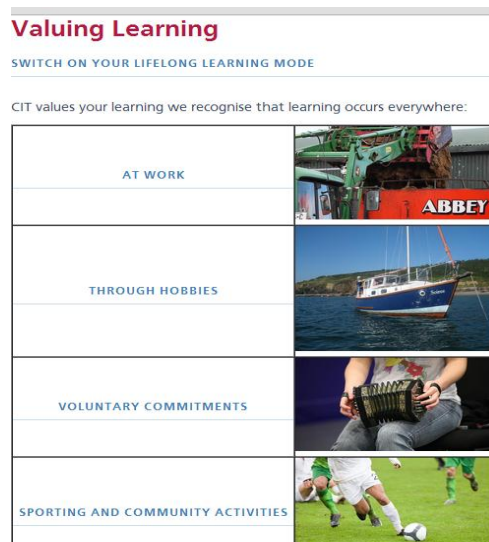 Valuing Learning
SWITCH ON YOUR LIFELONG LEARNING MODE
CIT values your learning we recognise that learning occurs everywhere:
AT WORK
ABBEY
THROUGH HOBBIES
VOLUNTARY COMMITMENTS
SPORTING AND COMMUNITY ACTIVITIES